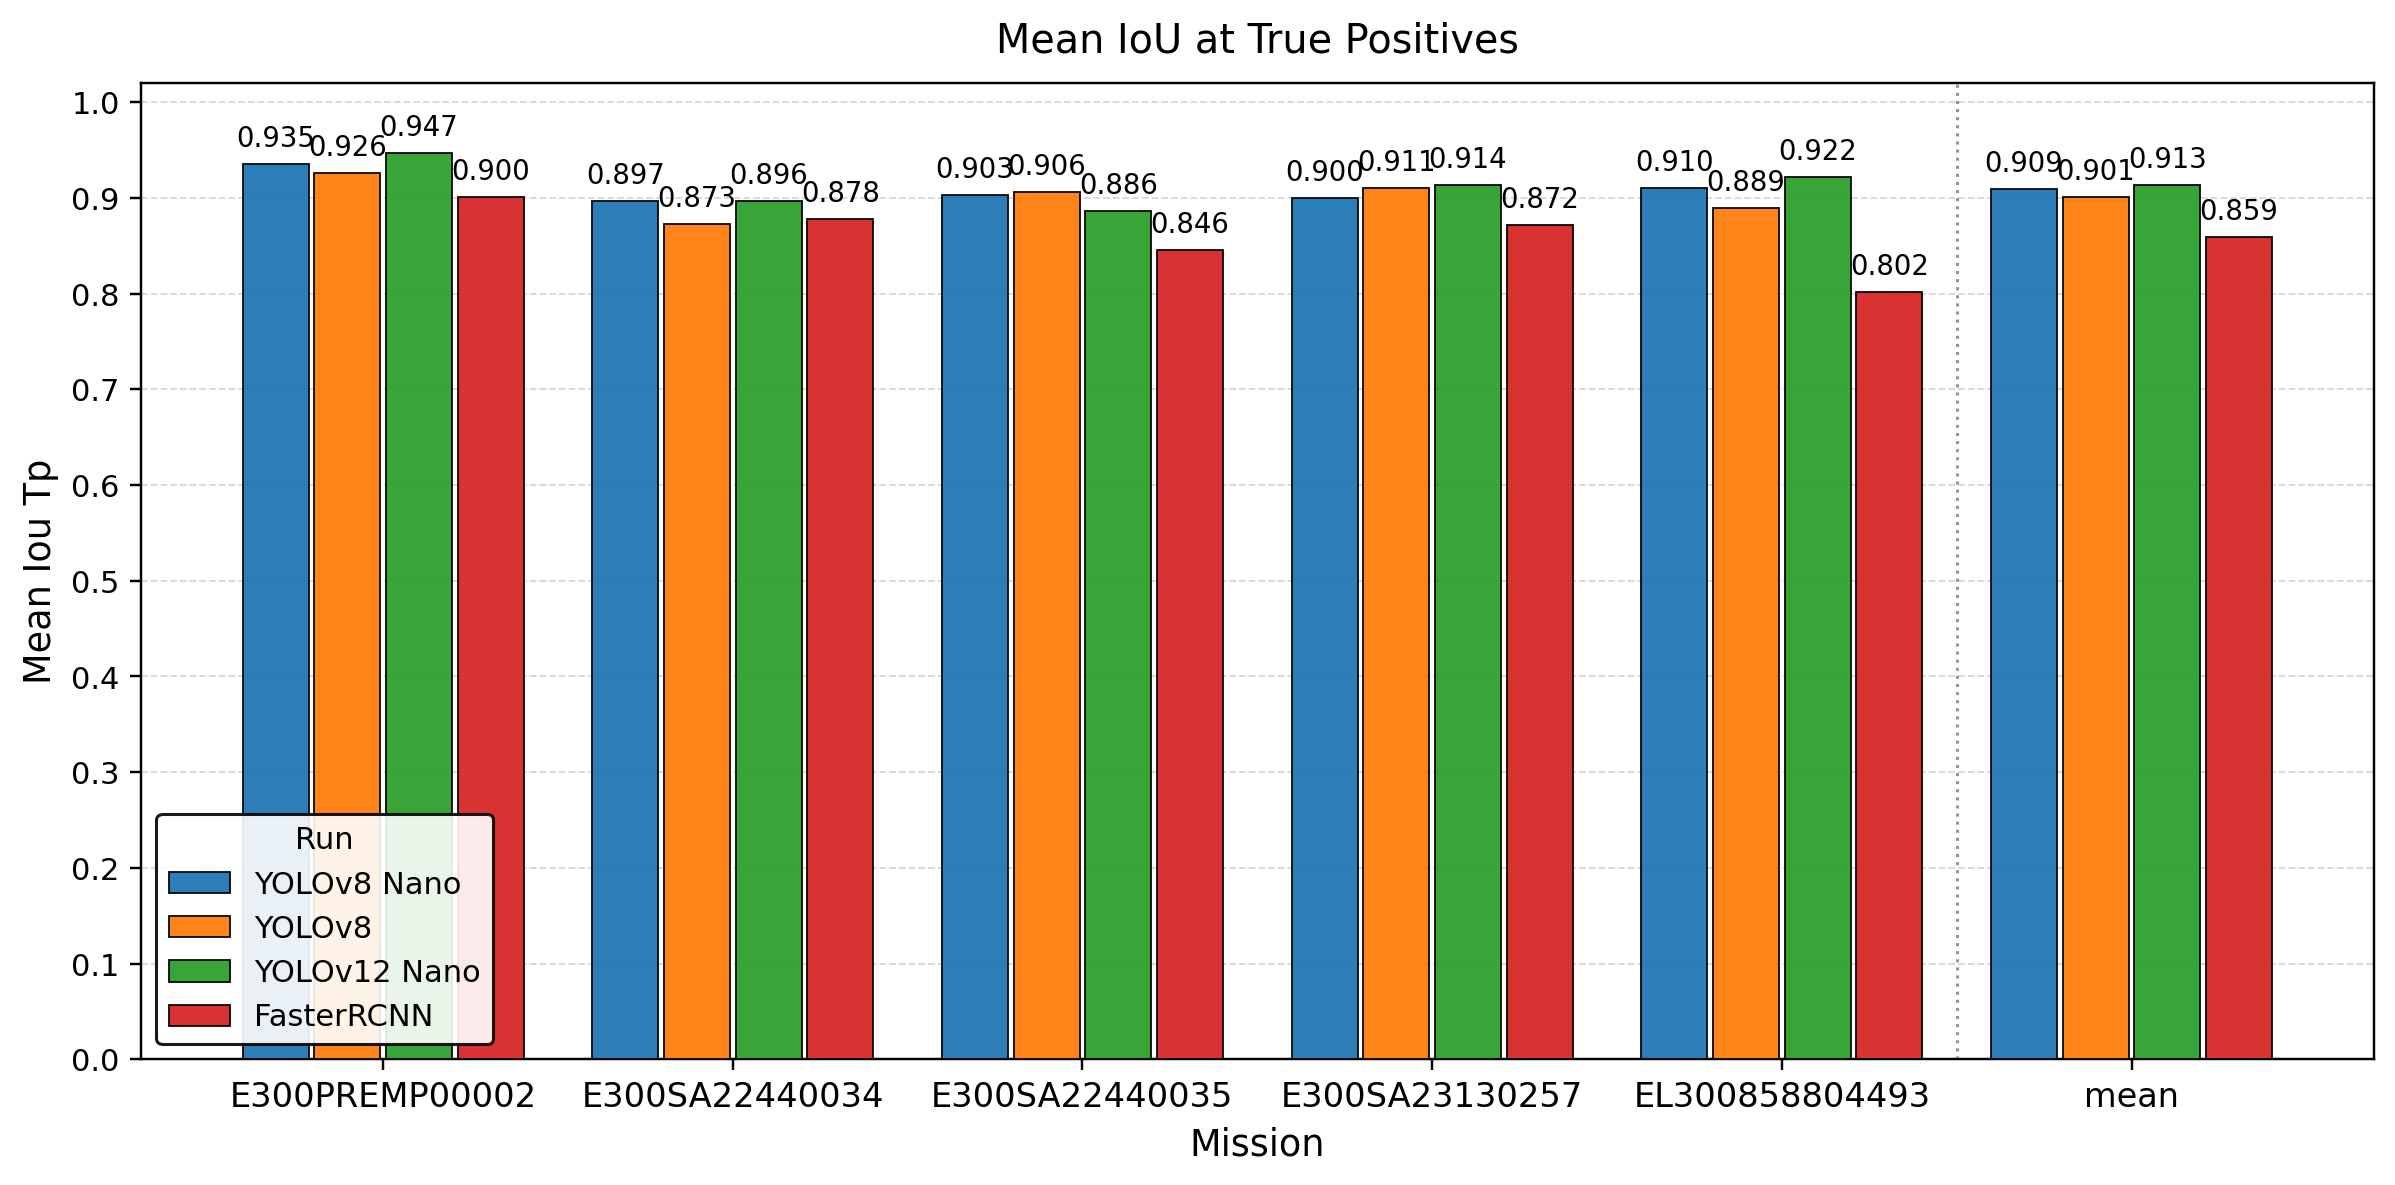 Mean IoU at True Positives
Mean Iou Tp
1.0
0.9
0.8
0.7
0.6
0.5
0.4
0.3
0.2
0.1
0.0
0.935 0.926 0.947 0.900
0.897 0.873 0.896 0.878
0.903 0.906 0.886 0.846
0.900 0.911 0.914 0.872
0.910 0.889 0.922 0.802
0.909 0.901 0.913 0.859
Run
YOLOv8 Nano
YOLOv8
YOLOv12 Nano
FasterRCNN
E300PREMP00002 E300SA22440034 E300SA22440035 E300SA23130257 EL300858804493 mean
Mission